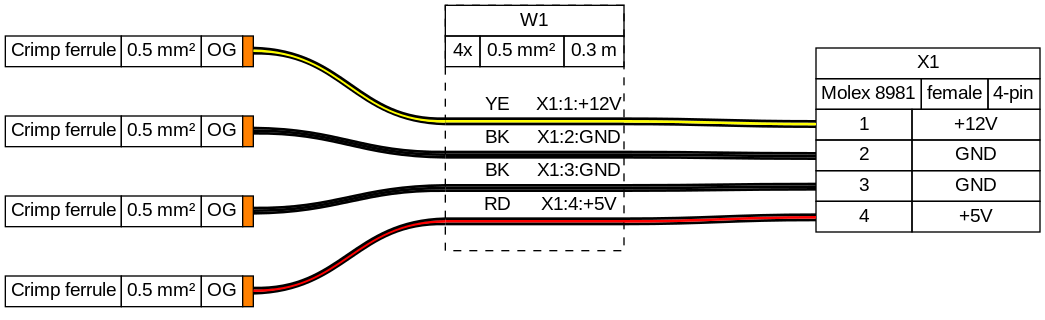 Crimp ferrule 0.5 mm² OG
Crimp ferrule 0.5 mm² OG
Crimp ferrule 0.5 mm² OG
Crimp ferrule 0.5 mm² OG
W1
4x 0.5 mm² 0.3 m
YE X1:1:+12V
BK X1:2:GND
BK X1:3:GND
RD X1:4:+5V
X1
Molex 8981 female 4-pin
1 +12V
2 GND
3 GND
4 +5V